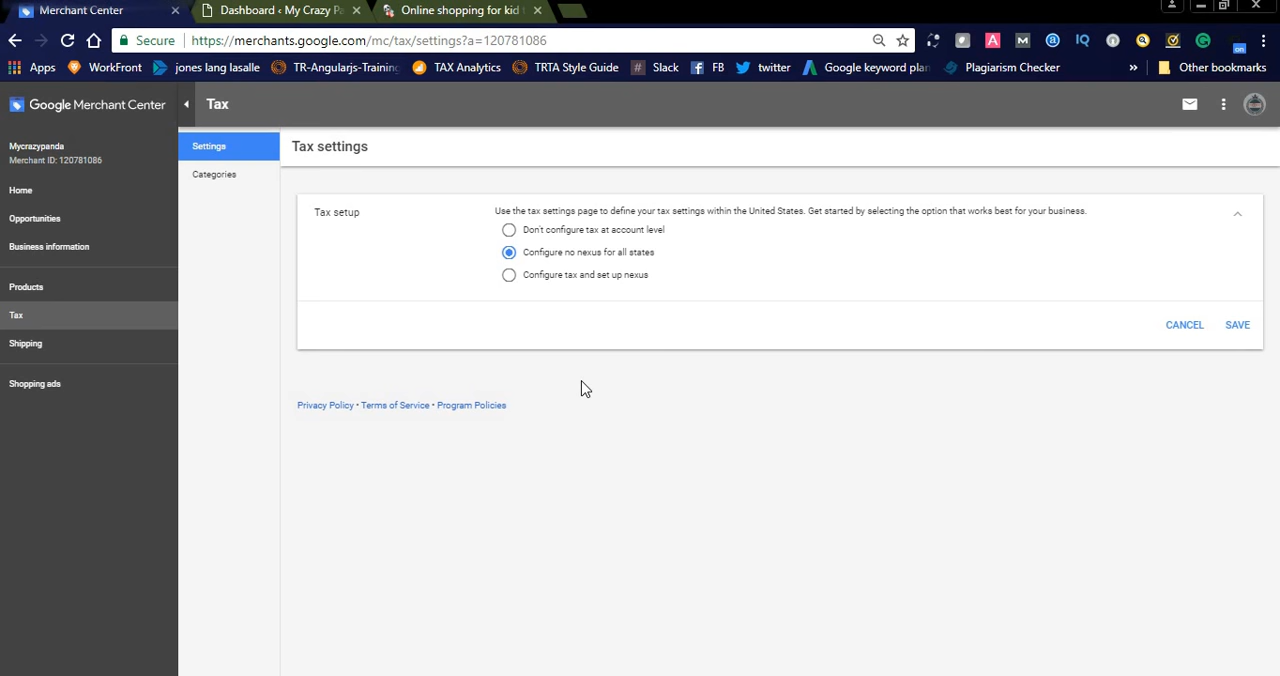 Merchant Center
Dashboard ‹ My Crazy Pa
Online shopping for kid t
Secure
https://merchants.google.com/mc/tax/settings?a=120781086
Apps
WorkFront
jones lang lasalle
TR-Angularjs-Training
TAX Analytics
TRTA Style Guide
Slack
FB
twitter
Google keyword plan
Plagiarism Checker
»
Other bookmarks
on
Google Merchant Center
Tax
Mycrazypanda
Merchant ID: 120781086
Home
Opportunities
Business information
Products
Tax
Shipping
Shopping ads
Settings
Categories
Tax settings
Tax setup
Use the tax settings page to define your tax settings within the United States. Get started by selecting the option that works best for your business.
Don't configure tax at account level
Configure no nexus for all states
Configure tax and set up nexus
CANCEL
SAVE
Privacy Policy • Terms of Service • Program Policies